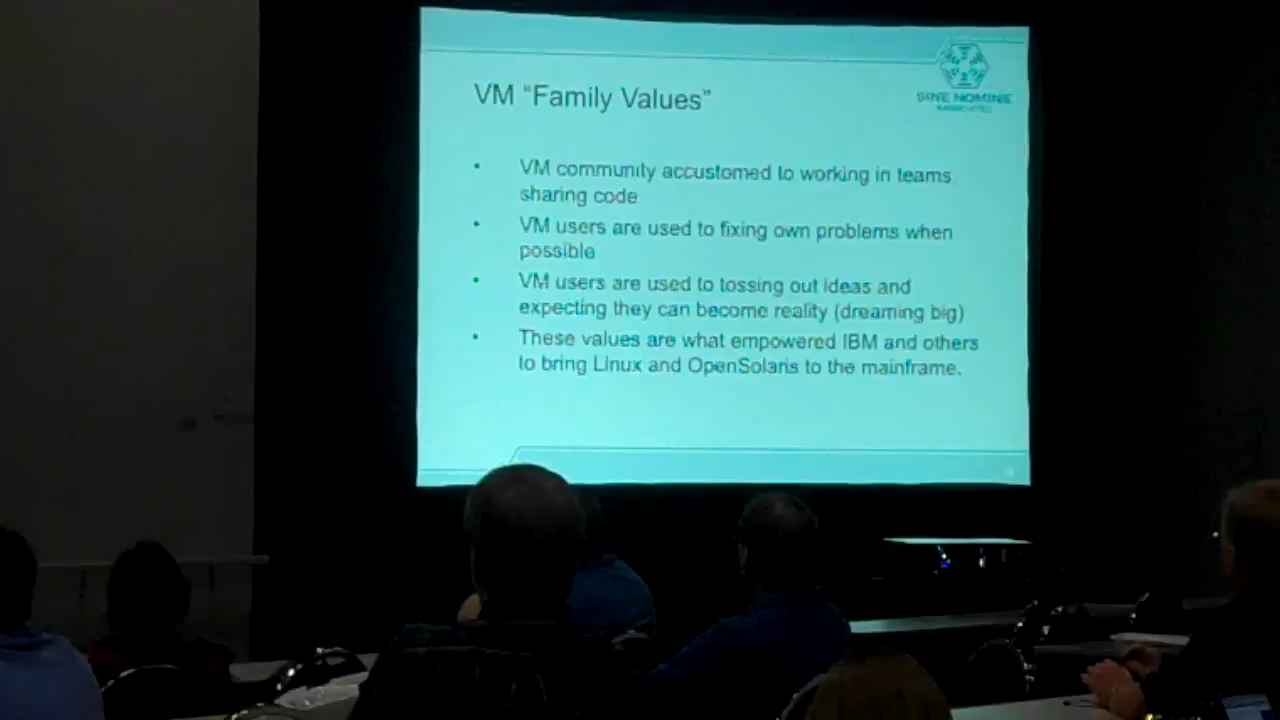 SINE NOMINE
ASSOCIATES
VM “Family Values”
• VM community accustomed to working in teams
sharing code
• VM users are used to fixing own problems when
possible
• VM users are used to tossing out ideas and
expecting they can become reality (dreaming big)
• These values are what empowered IBM and others
to bring Linux and OpenSolaris to the mainframe.